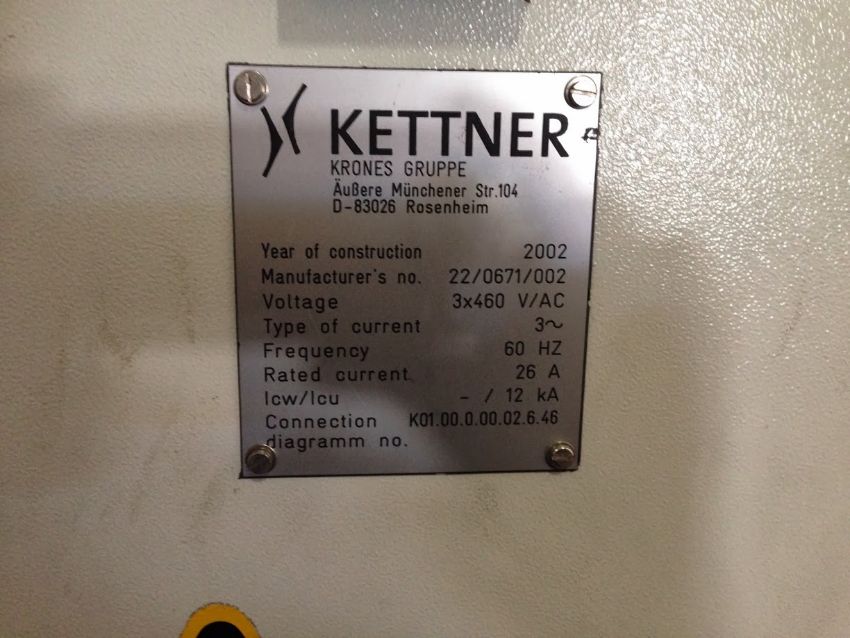 KETTNER
KRONES GRUPPE
Äußere Münchener Str.104
D-83026 Rosenheim
Year of construction 2002
Manufacturer's no. 22/0671/002
Voltage 3x460 V/AC
Type of current 3~
Frequency 60 HZ
Rated current 26 A
Icw/Icu - / 12 kA
Connection K01.00.0.00.02.6.46
diagramm no.